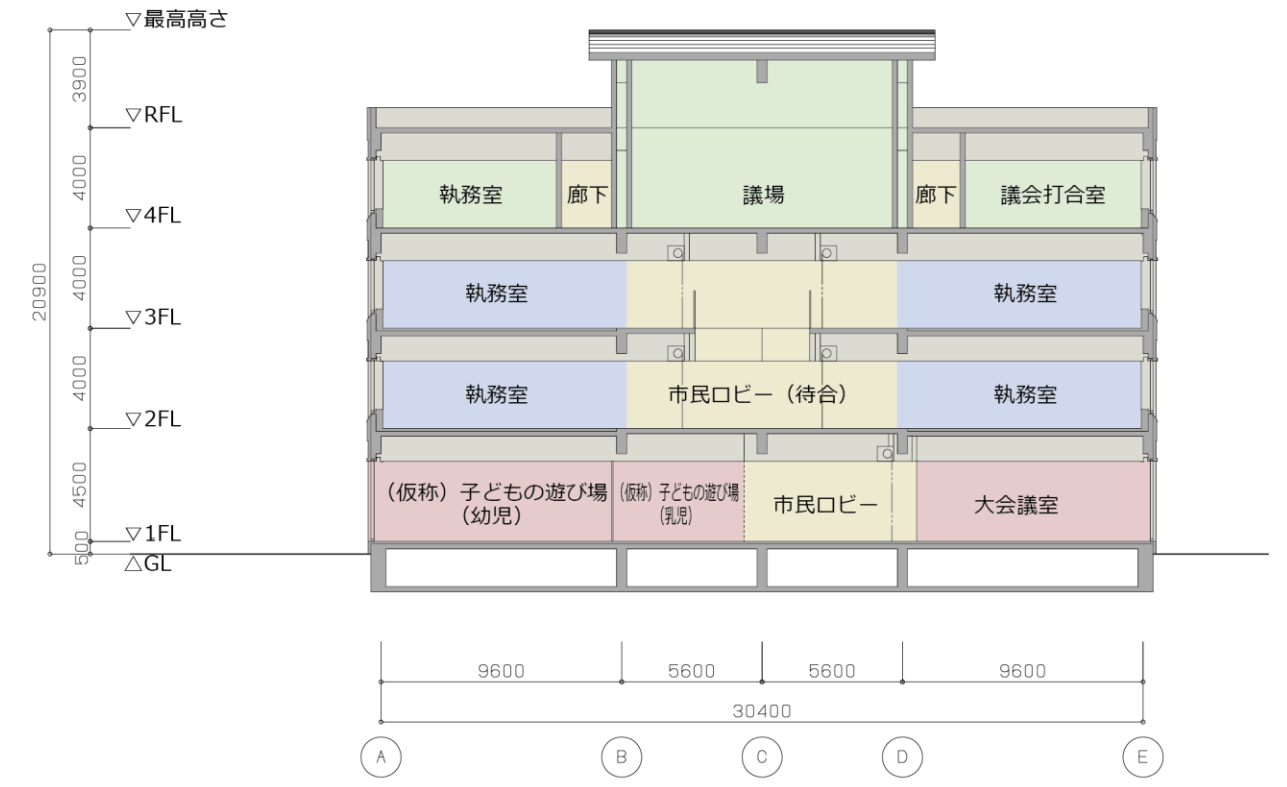 ▽最高高さ
3900
▽RFL
4000
執務室
廊下
議場
廊下
議会打合室
▽4FL
4000
20900
執務室
執務室
▽3FL
4000
執務室
市民ロビー（待合）
執務室
▽2FL
4500
（仮称）子どもの遊び場
（幼児）
（仮称）子どもの遊び場
（乳児）
市民ロビー
大会議室
▽1FL
500
△GL
9600
5600
5600
9600
30400
A
B
C
D
E